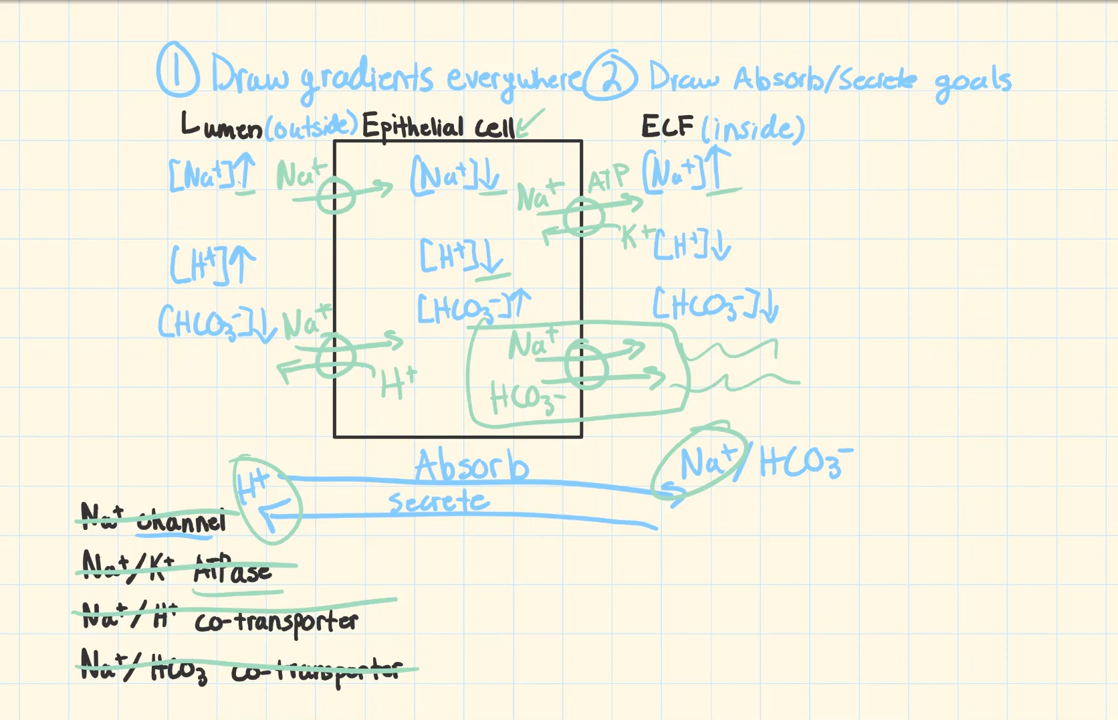 ① Draw gradients everywhere ② Draw Absorb/Secrete goals
Lumen (outside) Epithelial cell ECF (inside)
[Na⁺]↑ Na⁺ [Na⁺]↓ Na⁺ ATP [Na⁺]↑
K⁺
[H⁺]↑ [H⁺]↓ [H⁺]↓
[HCO₃⁻]↓ [HCO₃⁻]↑ [HCO₃⁻]↓
Na⁺ Na⁺
H⁺ HCO₃⁻
Absorb Na⁺/HCO₃⁻
H⁺ secrete
Na⁺ channel
Na⁺/K⁺ ATPase
Na⁺/H⁺ co-transporter
Na⁺/HCO₃ co-transporter